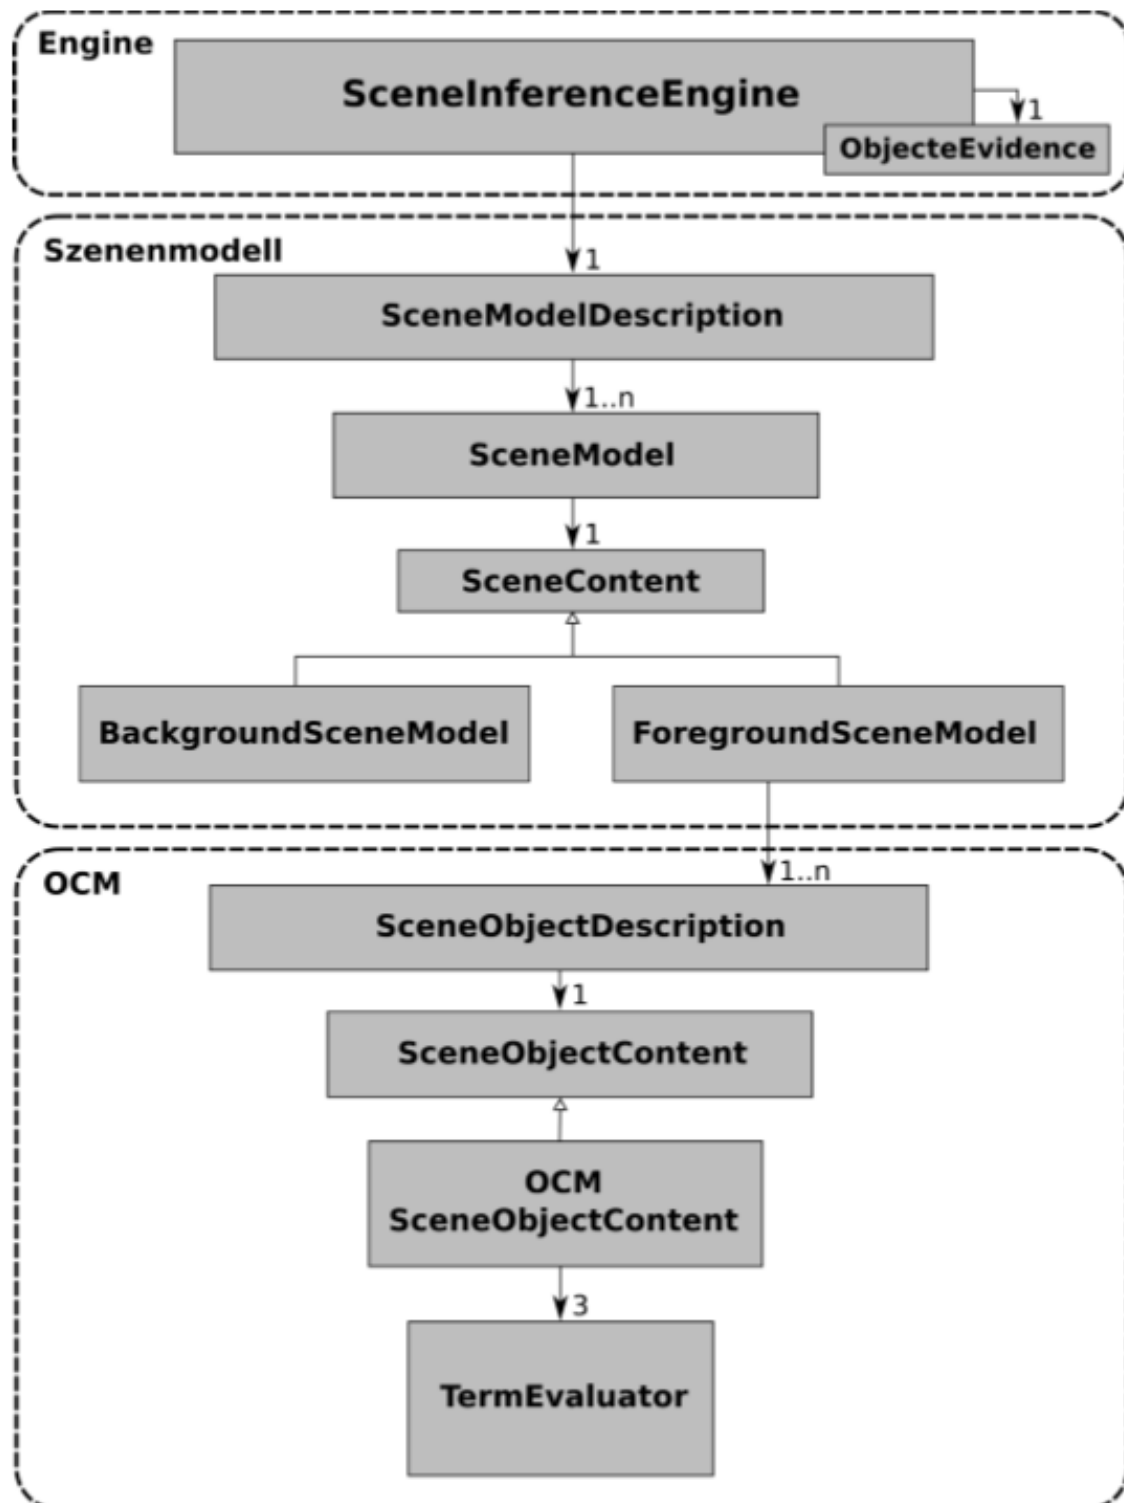 Engine
SceneInferenceEngine
1
ObjecteEvidence
Szenenmodell
1
SceneModelDescription
1..n
SceneModel
1
SceneContent
BackgroundSceneModel
ForegroundSceneModel
OCM
1..n
SceneObjectDescription
1
SceneObjectContent
OCM
SceneObjectContent
3
TermEvaluator